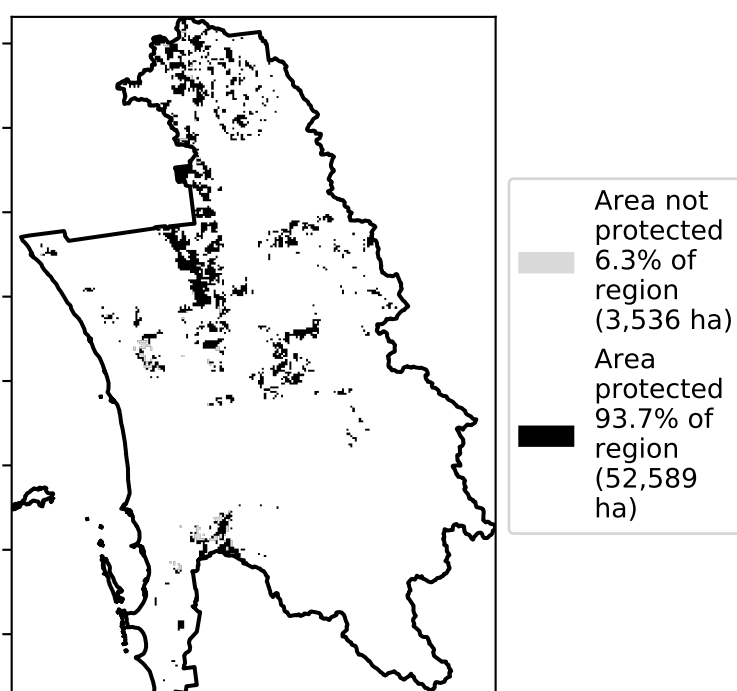 Area not
protected
6.3% of
region
(3,536 ha)
Area
protected
93.7% of
region
(52,589
ha)